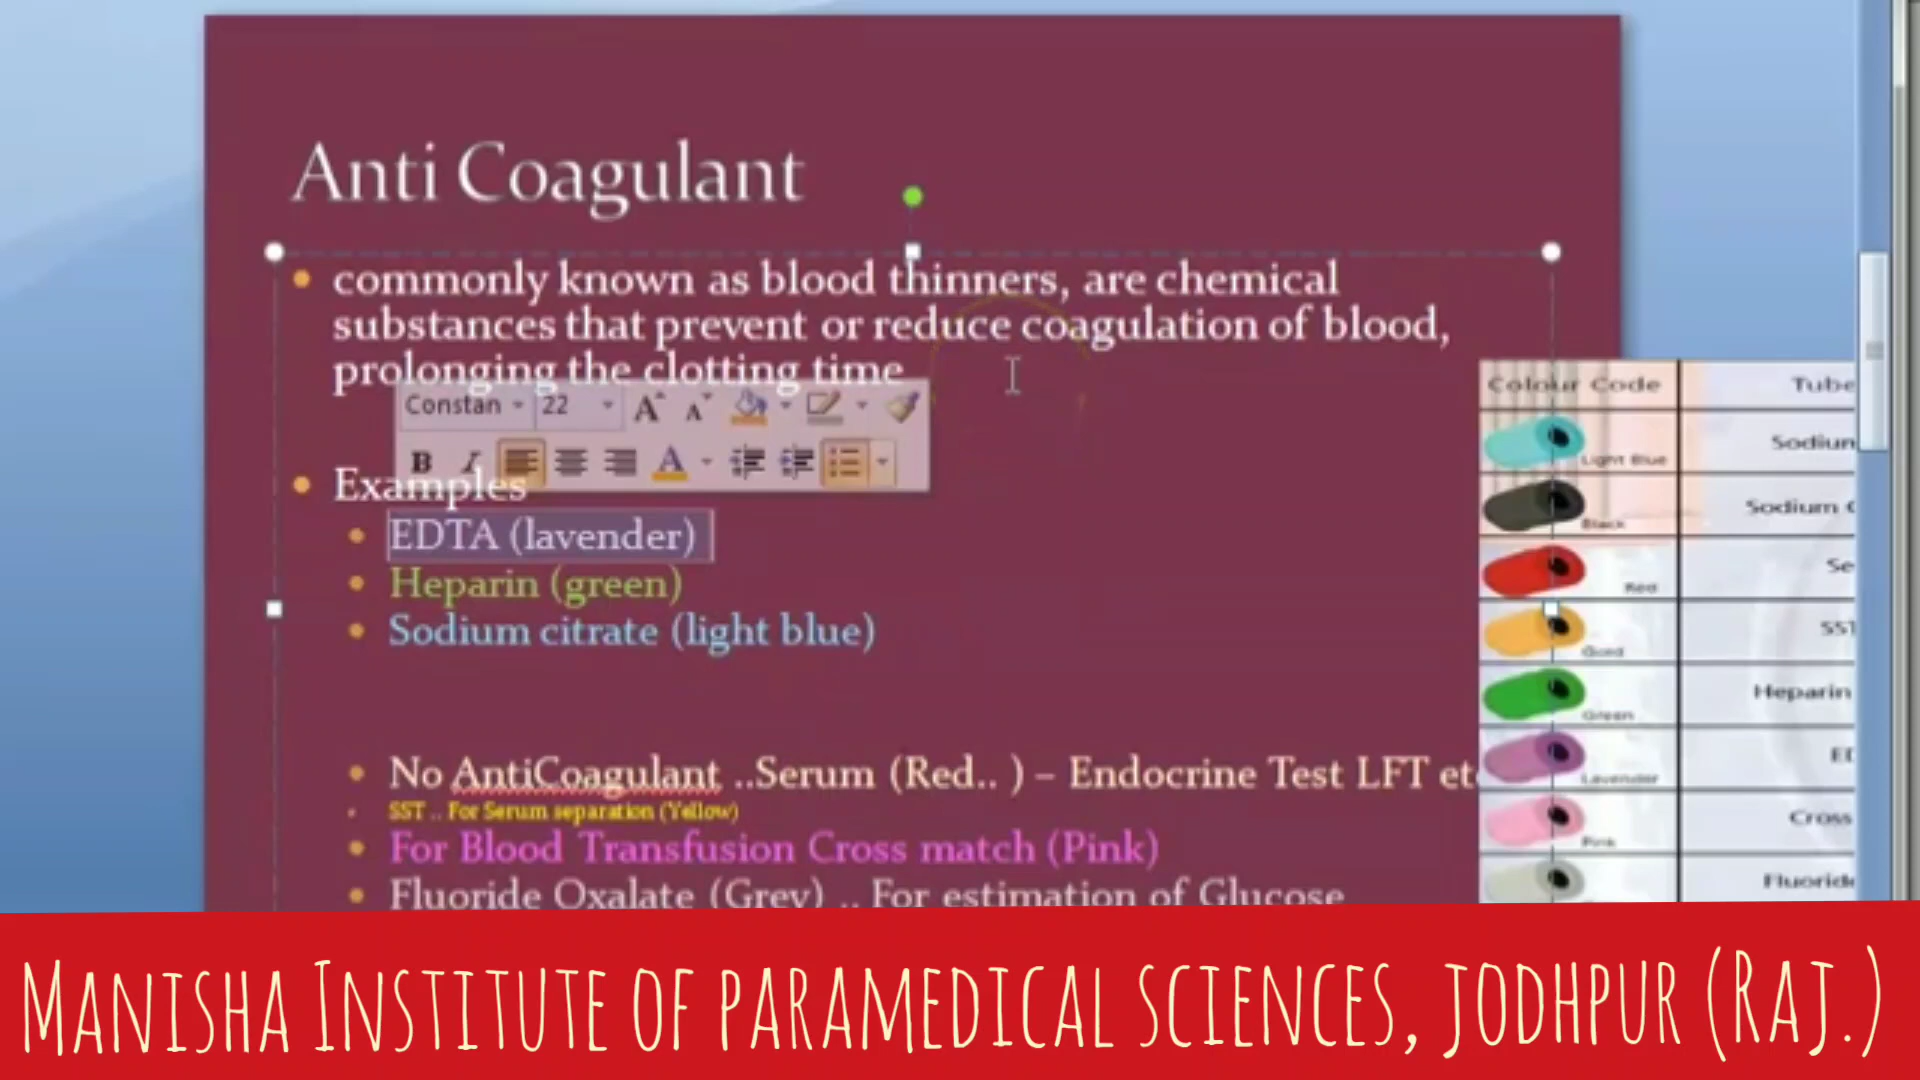 Anti Coagulant
commonly known as blood thinners, are chemical
substances that prevent or reduce coagulation of blood,
prolonging the clotting time
Constan 22 A A
B I A
Examples
EDTA (lavender)
Heparin (green)
Sodium citrate (light blue)
No AntiCoagulant ..Serum (Red.. ) – Endocrine Test LFT etc
SST .. For Serum separation (Yellow)
For Blood Transfusion Cross match (Pink)
Fluoride Oxalate (Grey) .. For estimation of Glucose
Colour Code Tube
Light Blue Sodium
Black Sodium C
Red Se
Gold SST
Green Heparin
Lavender ED
Pink Cross
Fluoride
Manisha Institute of paramedical sciences, jodhpur (Raj.)